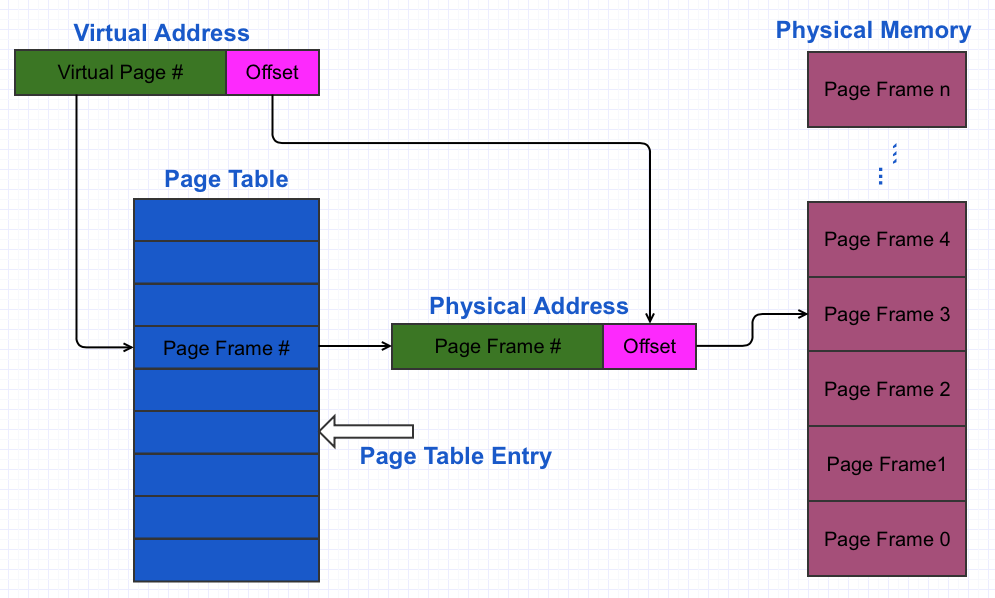 Virtual Address
Virtual Page #
Offset
Page Table
Page Frame #
Page Table Entry
Physical Address
Page Frame #
Offset
Physical Memory
Page Frame n
Page Frame 4
Page Frame 3
Page Frame 2
Page Frame1
Page Frame 0